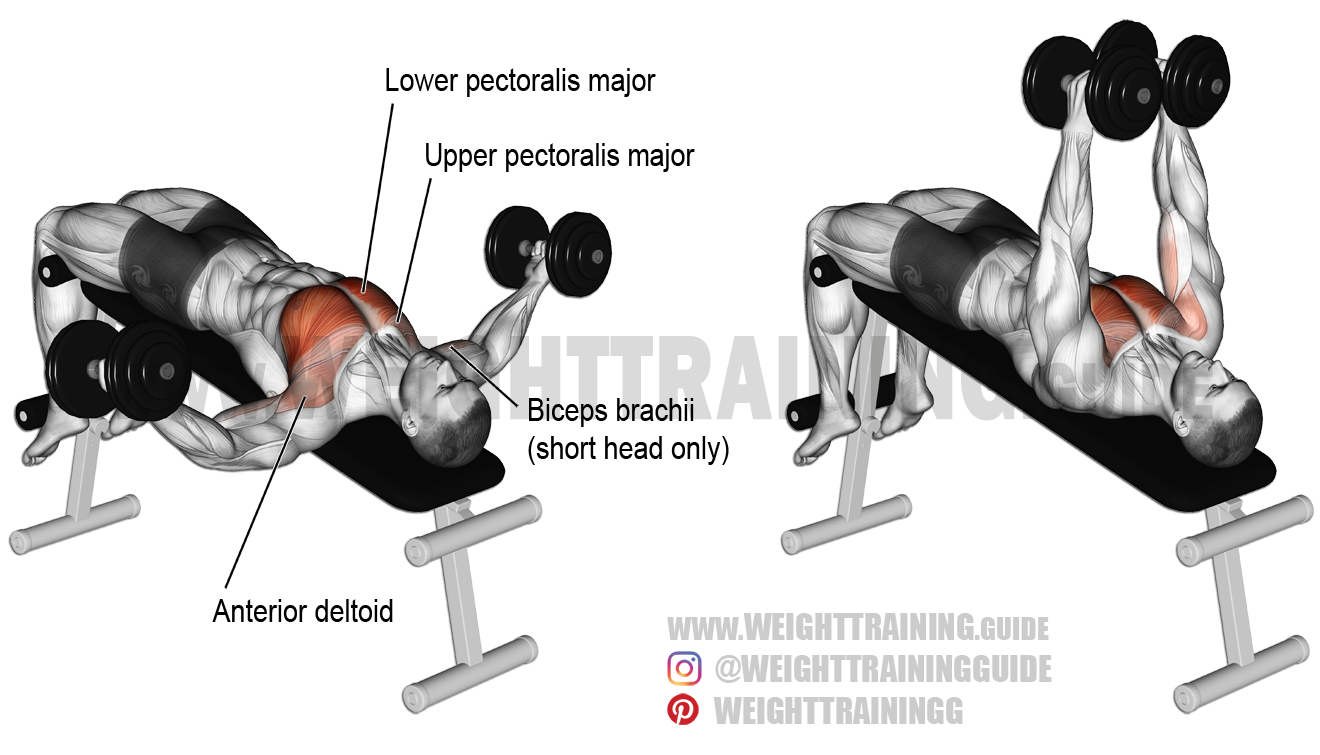 Lower pectoralis major
Upper pectoralis major
WWW.WEIGHTTRAINING.GUIDE
Biceps brachii
(short head only)
Anterior deltoid
WWW.WEIGHTTRAINING.GUIDE
@WEIGHTTRAININGGUIDE
WEIGHTTRAININGG